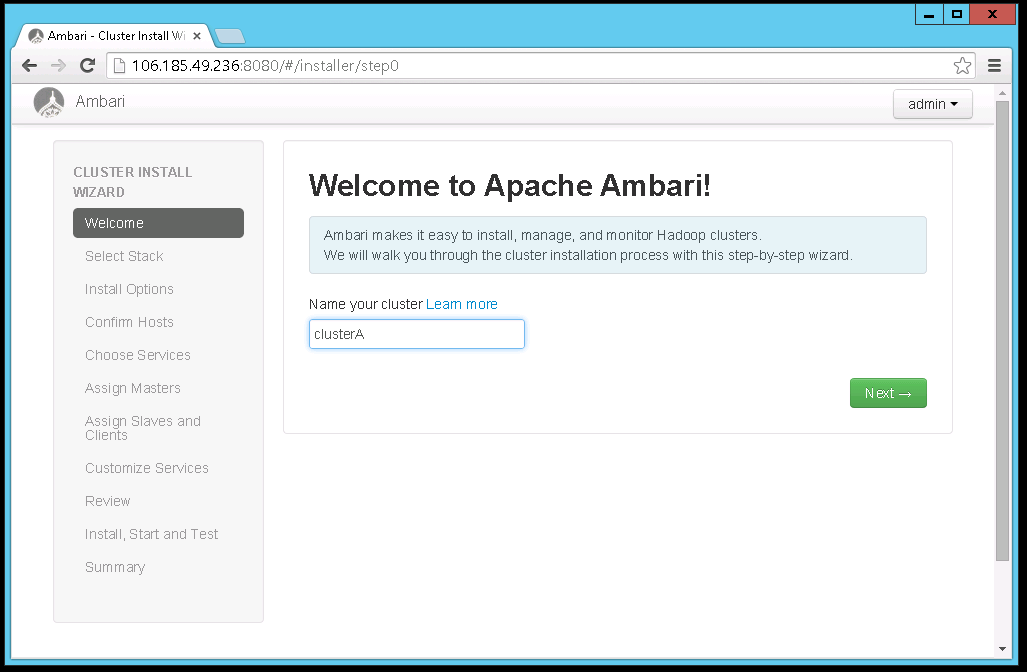 Ambari - Cluster Install Wi
106.185.49.236:8080/#/installer/step0
Ambari
admin
CLUSTER INSTALL
WIZARD
Welcome
Select Stack
Install Options
Confirm Hosts
Choose Services
Assign Masters
Assign Slaves and
Clients
Customize Services
Review
Install, Start and Test
Summary
Welcome to Apache Ambari!
Ambari makes it easy to install, manage, and monitor Hadoop clusters.
We will walk you through the cluster installation process with this step-by-step wizard.
Name your cluster Learn more
clusterA
Next →